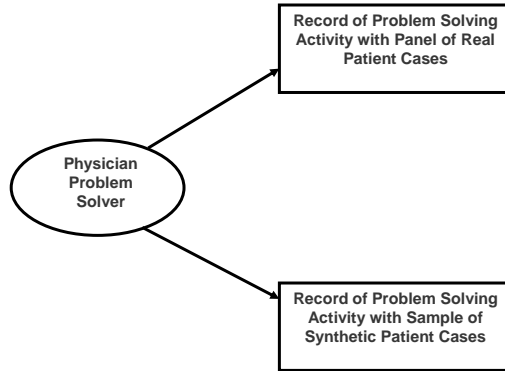 Record of Problem Solving
Activity with Panel of Real
Patient Cases
Physician
Problem
Solver
Record of Problem Solving
Activity with Sample of
Synthetic Patient Cases